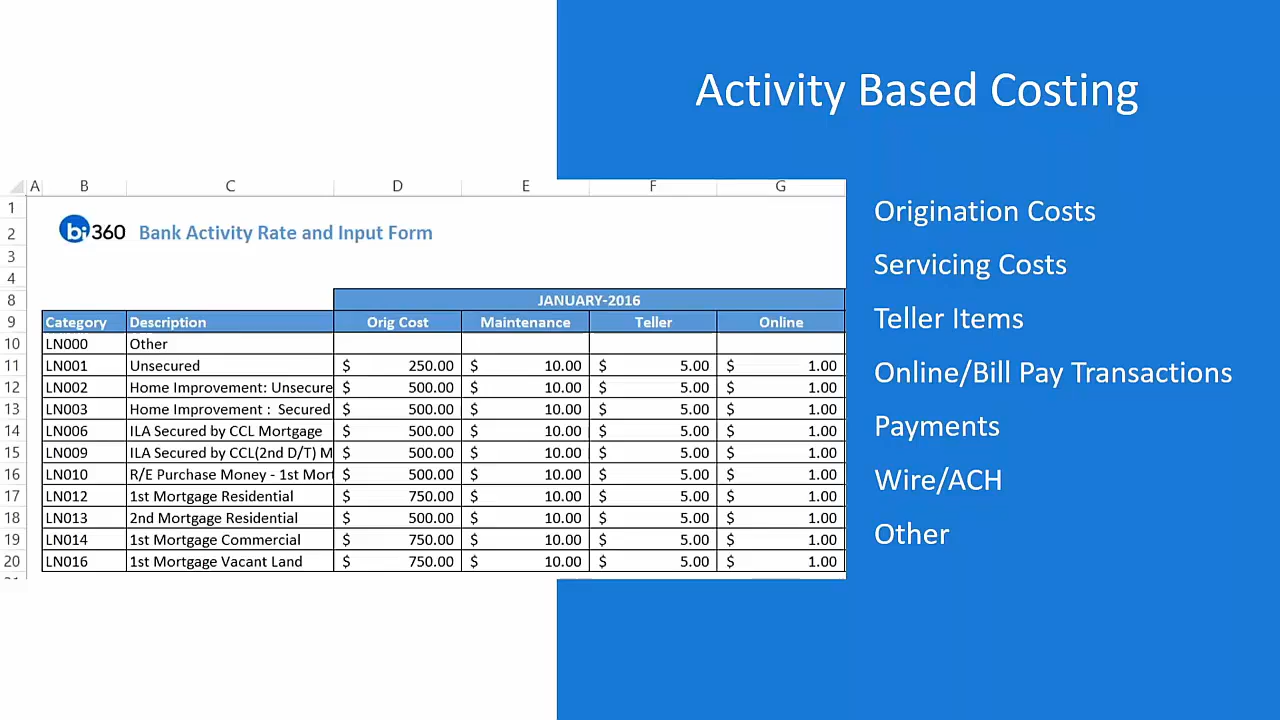 Activity Based Costing
A B C D E F G
1
2 bi360 Bank Activity Rate and Input Form
3
4
8 JANUARY-2016
9 Category Description Orig Cost Maintenance Teller Online
10 LN000 Other
11 LN001 Unsecured $ 250.00 $ 10.00 $ 5.00 $ 1.00
12 LN002 Home Improvement: Unsecure $ 500.00 $ 10.00 $ 5.00 $ 1.00
13 LN003 Home Improvement : Secured $ 500.00 $ 10.00 $ 5.00 $ 1.00
14 LN006 ILA Secured by CCL Mortgage $ 500.00 $ 10.00 $ 5.00 $ 1.00
15 LN009 ILA Secured by CCL(2nd D/T) M $ 500.00 $ 10.00 $ 5.00 $ 1.00
16 LN010 R/E Purchase Money - 1st Mort $ 500.00 $ 10.00 $ 5.00 $ 1.00
17 LN012 1st Mortgage Residential $ 750.00 $ 10.00 $ 5.00 $ 1.00
18 LN013 2nd Mortgage Residential $ 500.00 $ 10.00 $ 5.00 $ 1.00
19 LN014 1st Mortgage Commercial $ 750.00 $ 10.00 $ 5.00 $ 1.00
20 LN016 1st Mortgage Vacant Land $ 750.00 $ 10.00 $ 5.00 $ 1.00
Origination Costs
Servicing Costs
Teller Items
Online/Bill Pay Transactions
Payments
Wire/ACH
Other